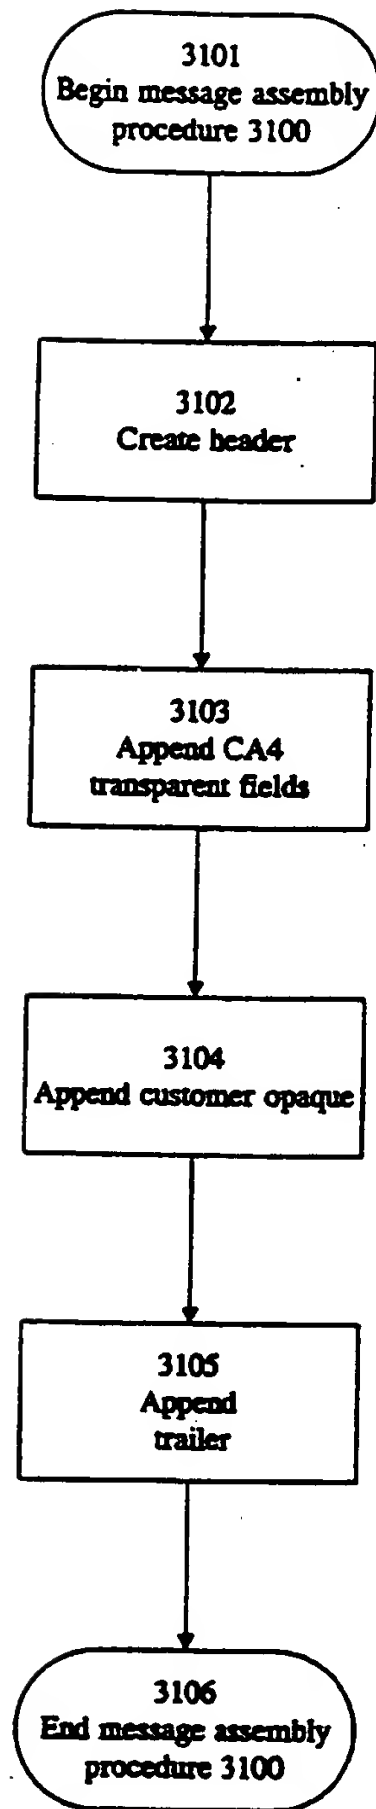 3101
Begin message assembly
procedure 3100
3102
Create header
3103
Append CA4
transparent fields
3104
Append customer opaque
3105
Append
trailer
3106
End message assembly
procedure 3100